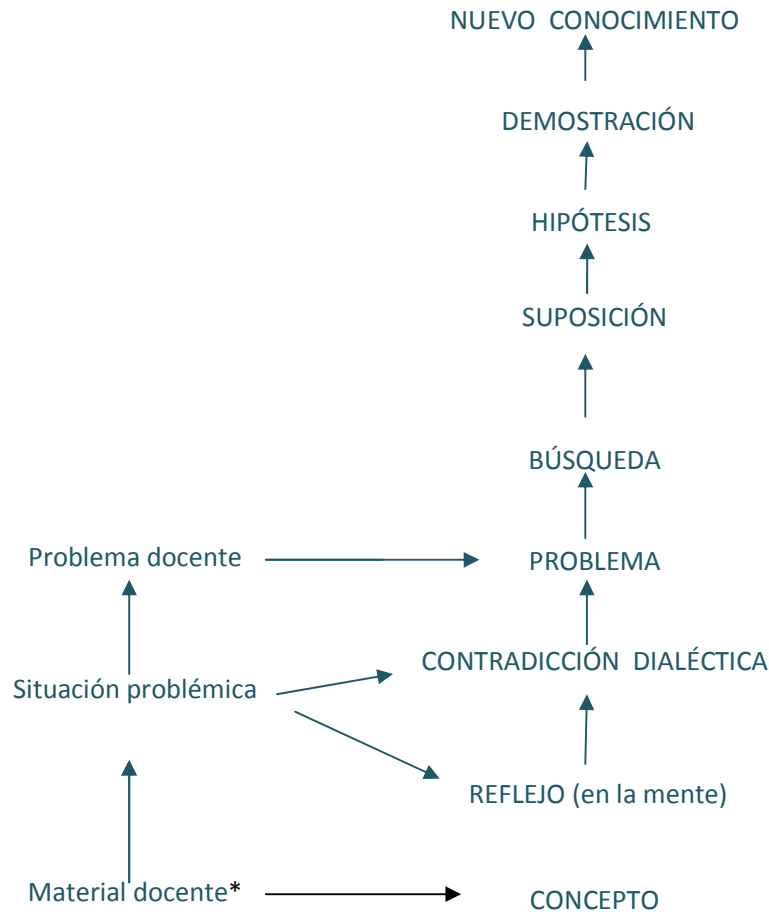 NUEVO CONOCIMIENTO
DEMOSTRACIÓN
HIPÓTESIS
SUPOSICIÓN
BÚSQUEDA
Problema docente
PROBLEMA
CONTRADICCIÓN DIALÉCTICA
Situación problémica
REFLEJO (en la mente)
Material docente*
CONCEPTO